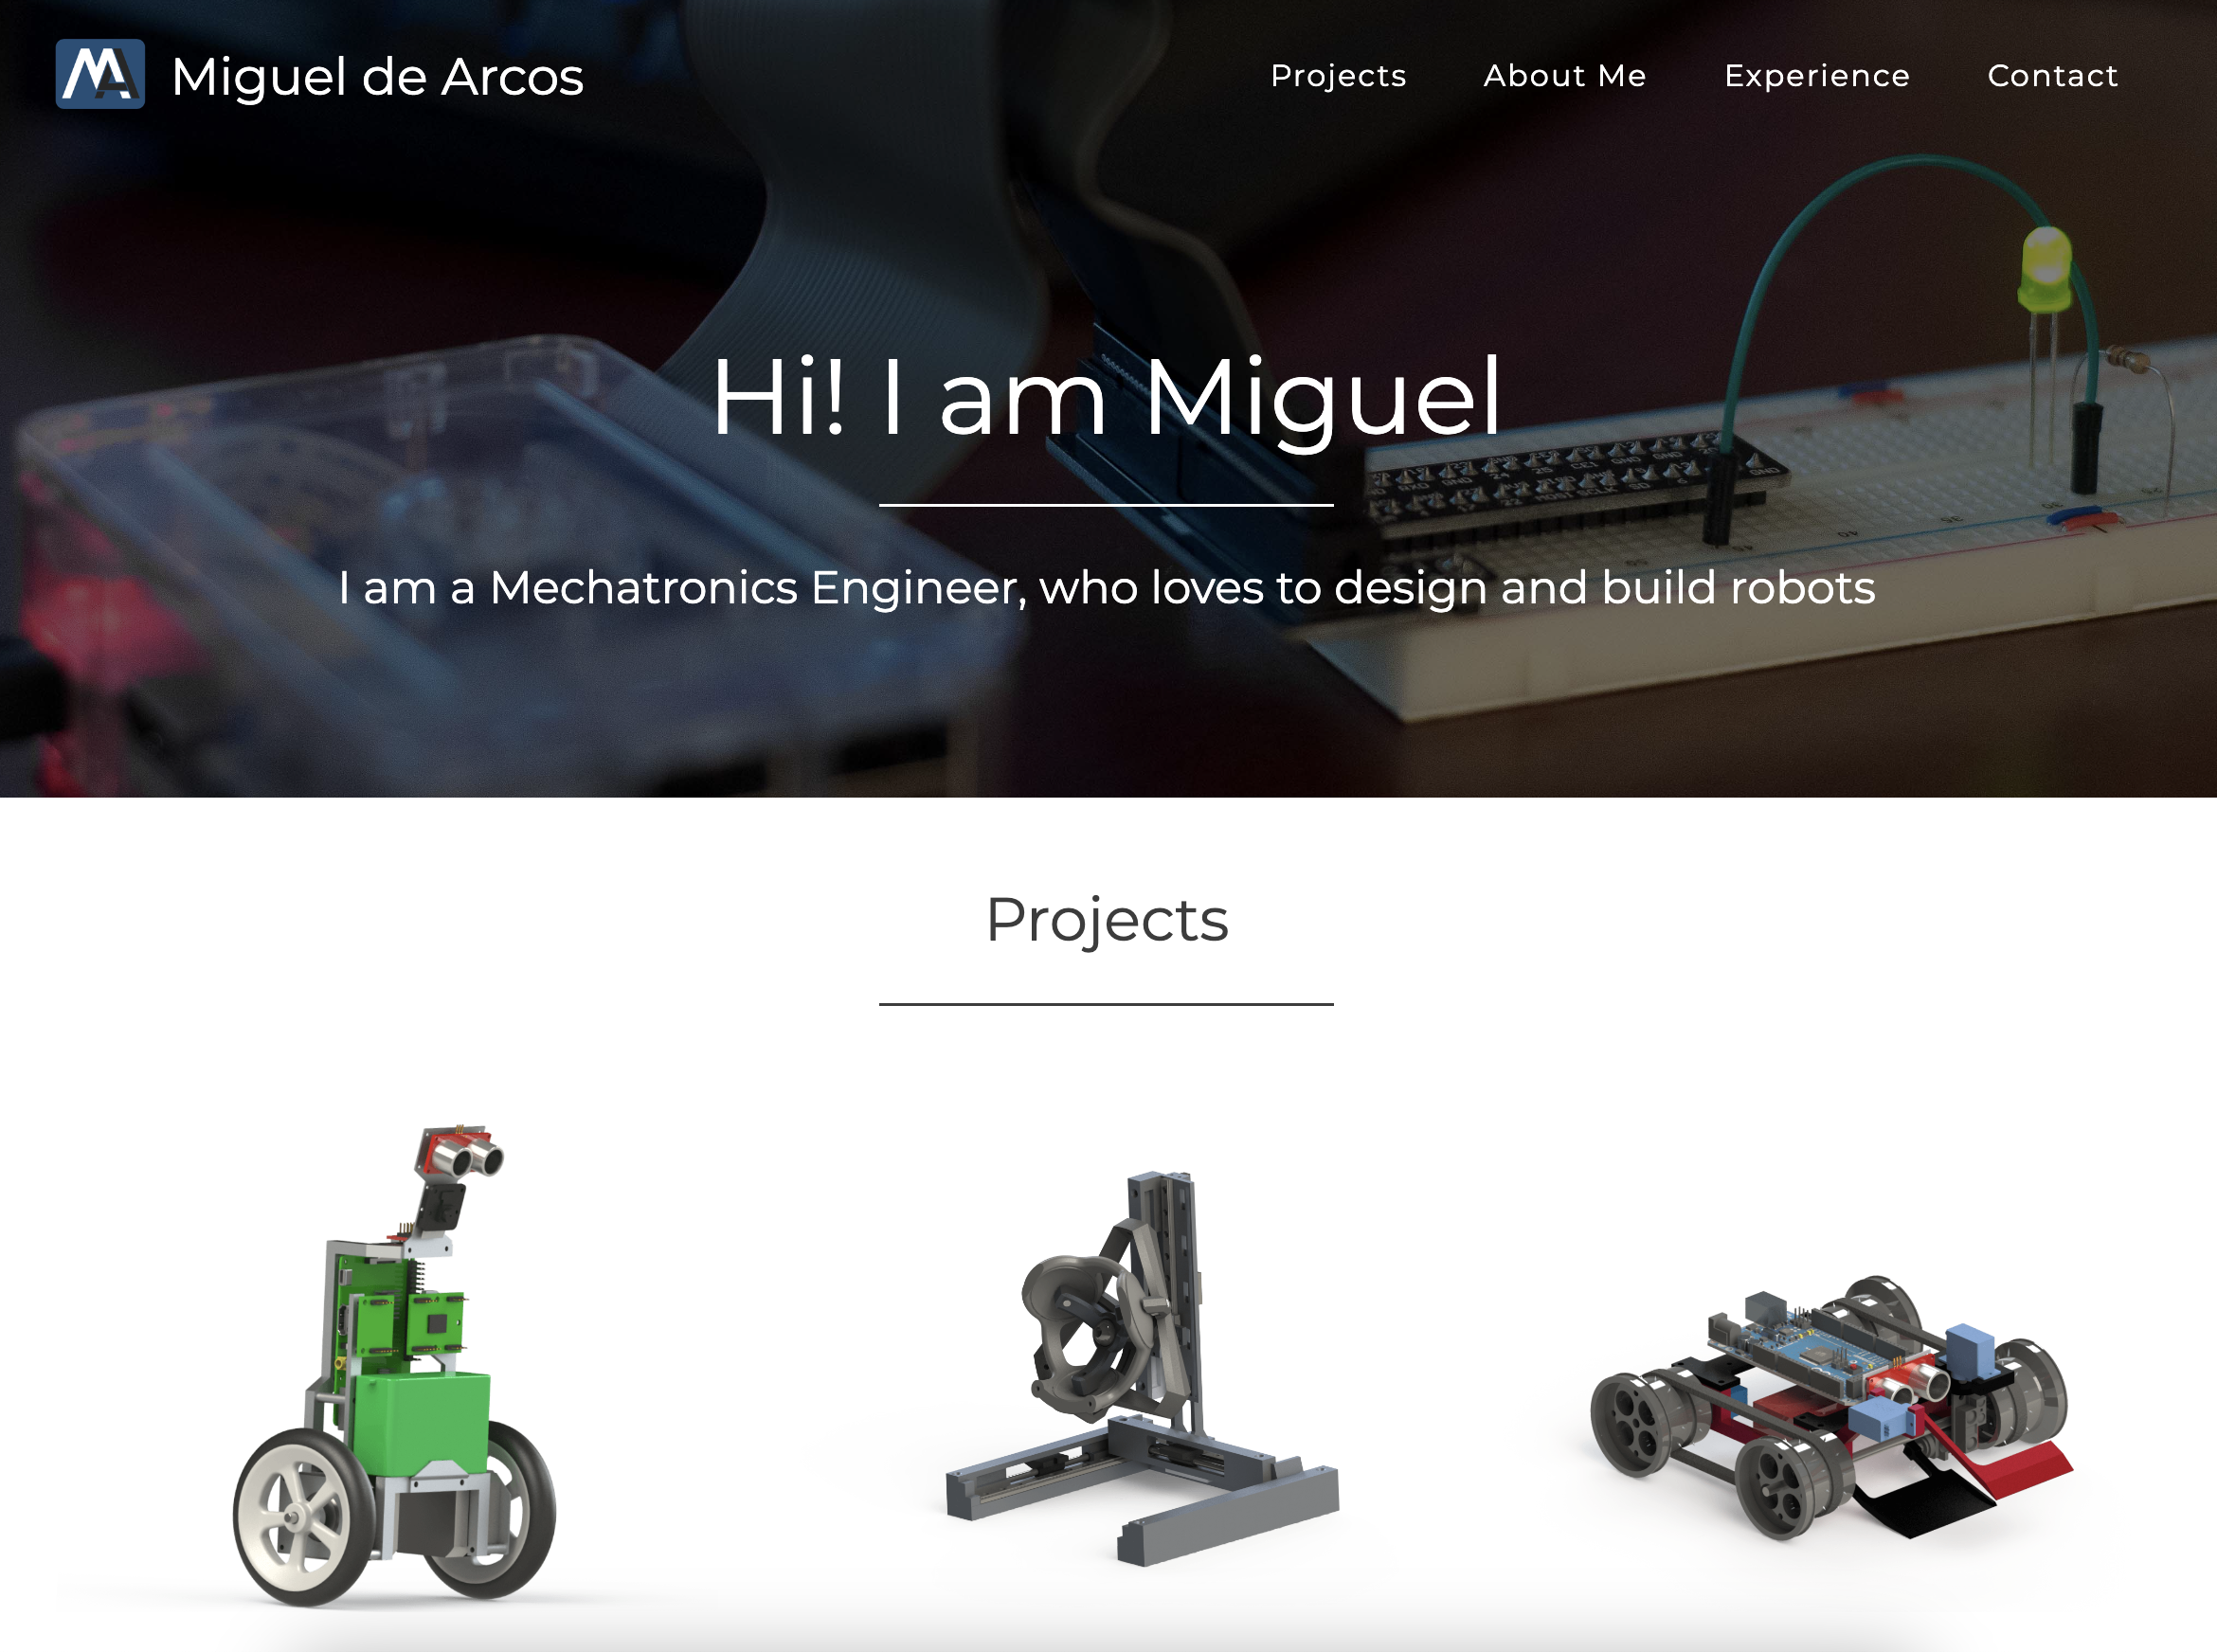 MA Miguel de Arcos
Projects About Me Experience Contact
Hi! I am Miguel
I am a Mechatronics Engineer, who loves to design and build robots
Projects